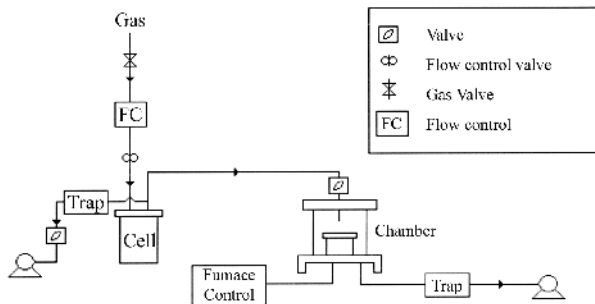 Gas
Valve
Flow control valve
Gas Valve
FC Flow control
FC
Trap
Cell
Chamber
Furnace
Control
Trap